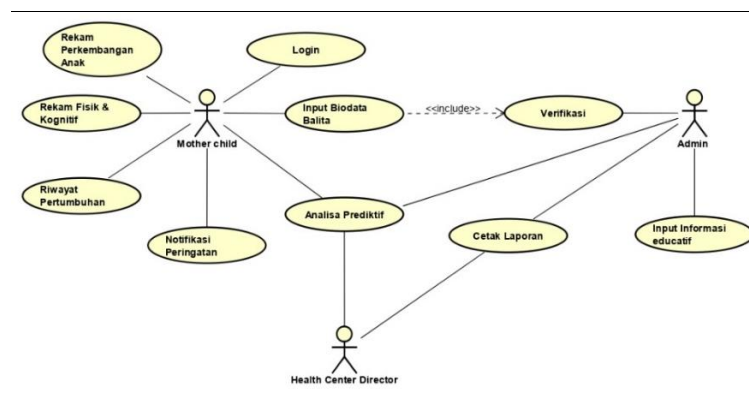 Rekam
Perkembangan
Anak
Login
Rekam Fisik &
Kognitif
Input Biodata
Balita
<<include>>
Verifikasi
Mother child
Admin
Riwayat
Pertumbuhan
Notifikasi
Peringatan
Analisa Prediktif
Cetak Laporan
Input Informasi
educatif
Health Center Director